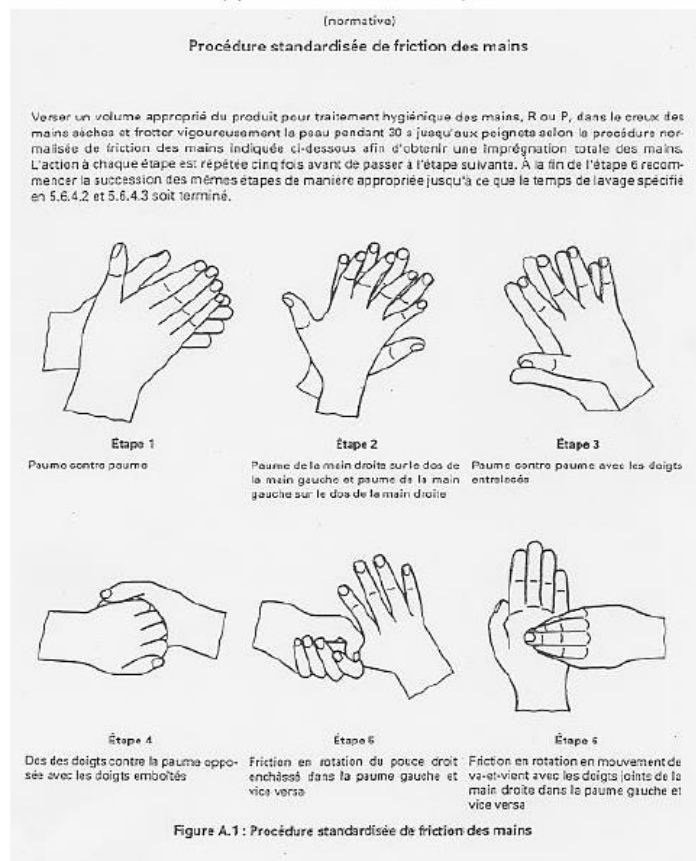 (normative)
Procédure standardisée de friction des mains
Verser un volume approprié du produit pour traitement hygiénique des mains, R ou P, dans le creux des
mains sèches et frotter vigoureusement la peau pendant 30 s jusqu'aux poignets selon la procédure nor-
malisée de friction des mains indiquée ci-dessous afin d'obtenir une imprégnation totale des mains.
L'action à chaque étape est répétée cinq fois avant de passer à l'étape suivante. À la fin de l'étape 6 recom-
mencer la succession des mêmes étapes de manière appropriée jusqu'à ce que le temps de lavage spécifié
en 5.6.4.2 et 5.6.4.3 soit terminé.
Étape 1
Paume contre paume
Étape 2
Paume de la main droite sur le dos de
la main gauche et paume de la main
gauche sur le dos de la main droite
Étape 3
Paume contre paume avec les doigts
entrelacés
Étape 4
Dos des doigts contre la paume oppo-
sée avec les doigts emboîtés
Étape 5
Friction en rotation du pouce droit
enchâssé dans la paume gauche et
vice versa
Étape 6
Friction en rotation en mouvement de
va-et-vient avec les doigts joints de la
main droite dans la paume gauche et
vice versa
Figure A.1 : Procédure standardisée de friction des mains